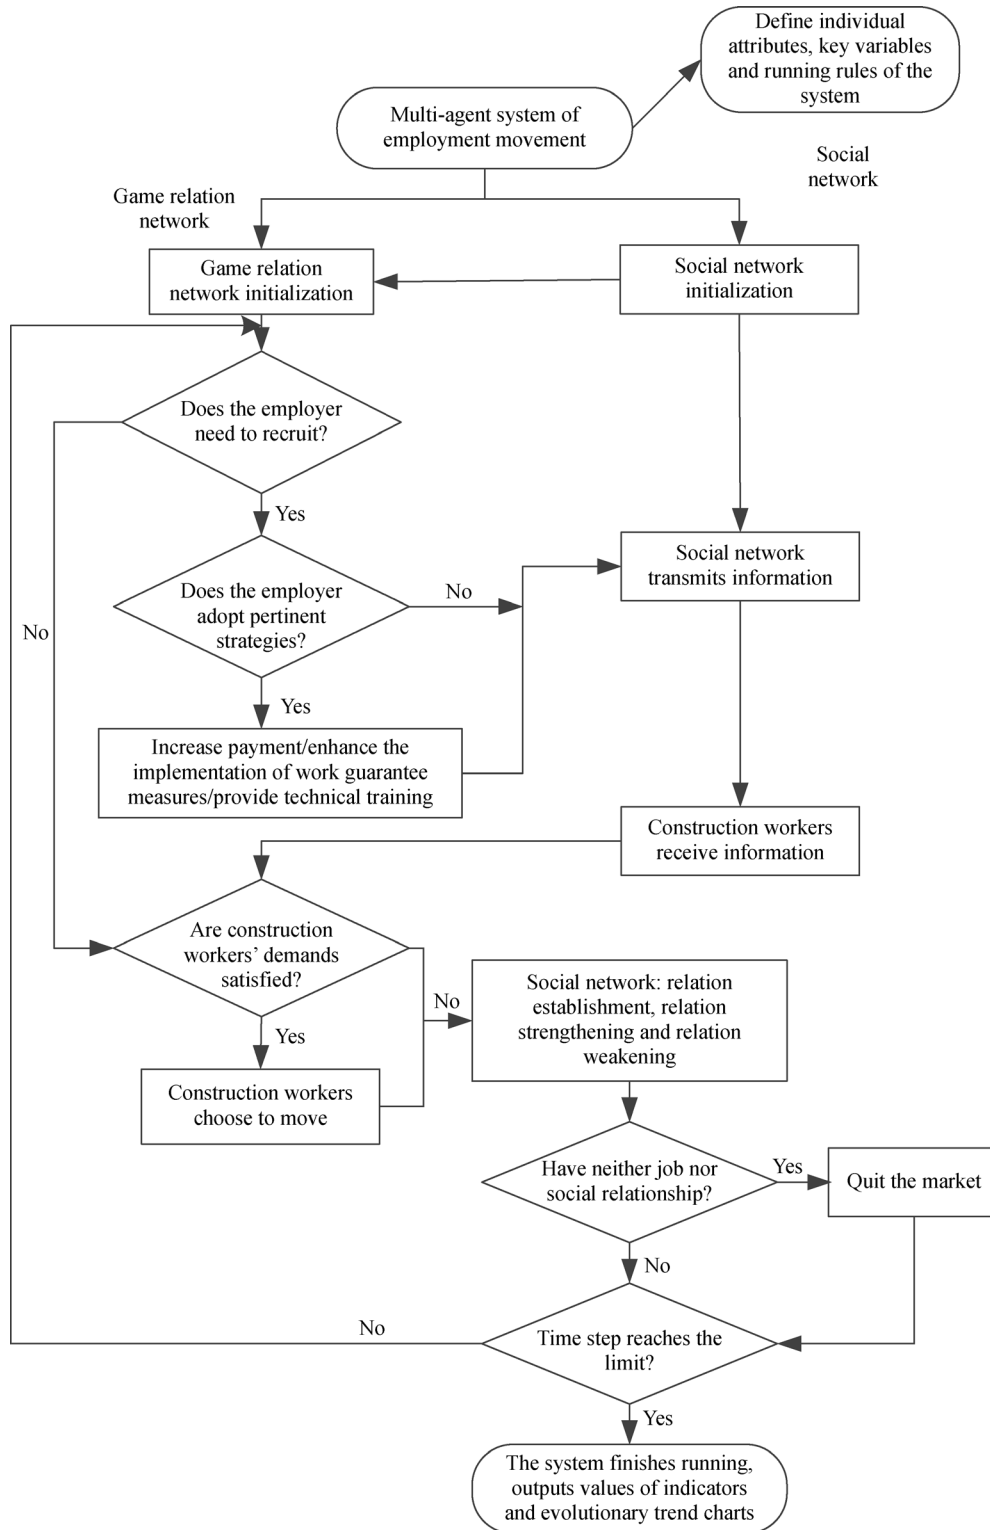 Define individual
attributes, key variables
and running rules of the
system
Multi-agent system of
employment movement
Social
network
Game relation
network
Game relation
network initialization
Social network
initialization
Does the employer
need to recruit?
Yes
Social network
transmits information
Does the employer
adopt pertinent
strategies?
No
No
Yes
Increase payment/enhance the
implementation of work guarantee
measures/provide technical training
Construction workers
receive information
Are construction
workers’ demands
satisfied?
No
Social network: relation
establishment, relation
strengthening and relation
weakening
Yes
Construction workers
choose to move
Have neither job nor
social relationship?
Yes
Quit the market
No
No
Time step reaches the
limit?
Yes
The system finishes running,
outputs values of indicators
and evolutionary trend charts